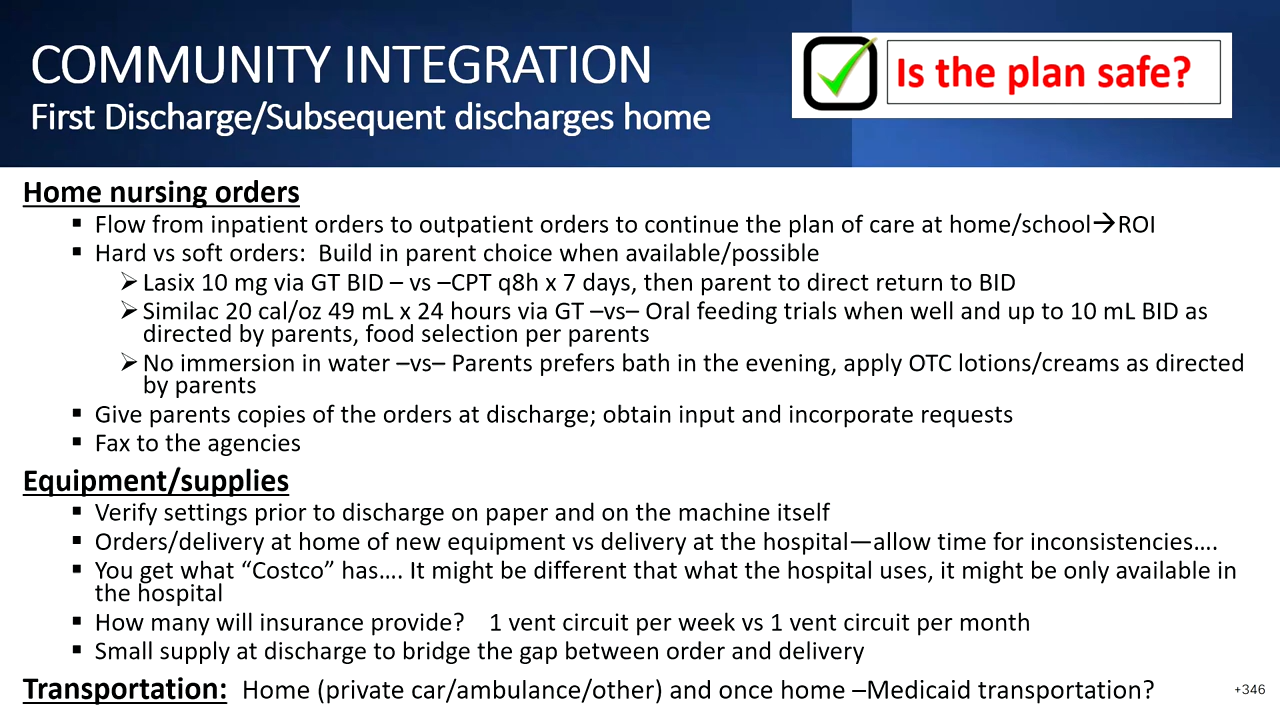 COMMUNITY INTEGRATION
First Discharge/Subsequent discharges home
Is the plan safe?
Home nursing orders
▪ Flow from inpatient orders to outpatient orders to continue the plan of care at home/school→ROI
▪ Hard vs soft orders:  Build in parent choice when available/possible
➢ Lasix 10 mg via GT BID – vs –CPT q8h x 7 days, then parent to direct return to BID
➢ Similac 20 cal/oz 49 mL x 24 hours via GT –vs– Oral feeding trials when well and up to 10 mL BID as
directed by parents, food selection per parents
➢ No immersion in water –vs– Parents prefers bath in the evening, apply OTC lotions/creams as directed
by parents
▪ Give parents copies of the orders at discharge; obtain input and incorporate requests
▪ Fax to the agencies
Equipment/supplies
▪ Verify settings prior to discharge on paper and on the machine itself
▪ Orders/delivery at home of new equipment vs delivery at the hospital—allow time for inconsistencies….
▪ You get what “Costco” has…. It might be different that what the hospital uses, it might be only available in
the hospital
▪ How many will insurance provide?   1 vent circuit per week vs 1 vent circuit per month
▪ Small supply at discharge to bridge the gap between order and delivery
Transportation:  Home (private car/ambulance/other) and once home –Medicaid transportation?
+346